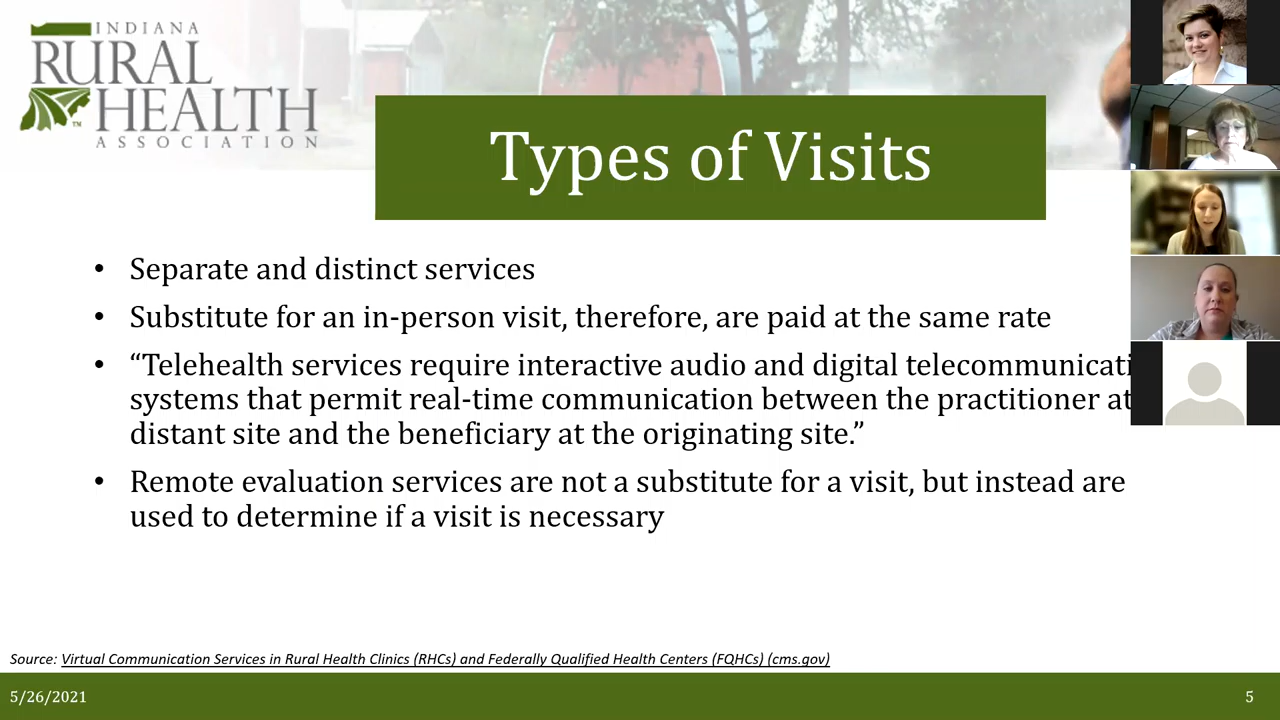 INDIANA
RURAL
HEALTH
ASSOCIATION
TM
Types of Visits
• Separate and distinct services
• Substitute for an in-person visit, therefore, are paid at the same rate
• “Telehealth services require interactive audio and digital
systems that permit real-time communication between the practitioner at
distant site and the beneficiary at the originating site.”
• Remote evaluation services are not a substitute for a visit, but instead are
used to determine if a visit is necessary
Source: Virtual Communication Services in Rural Health Clinics (RHCs) and Federally Qualified Health Centers (FQHCs) (cms.gov)
5/26/2021
5